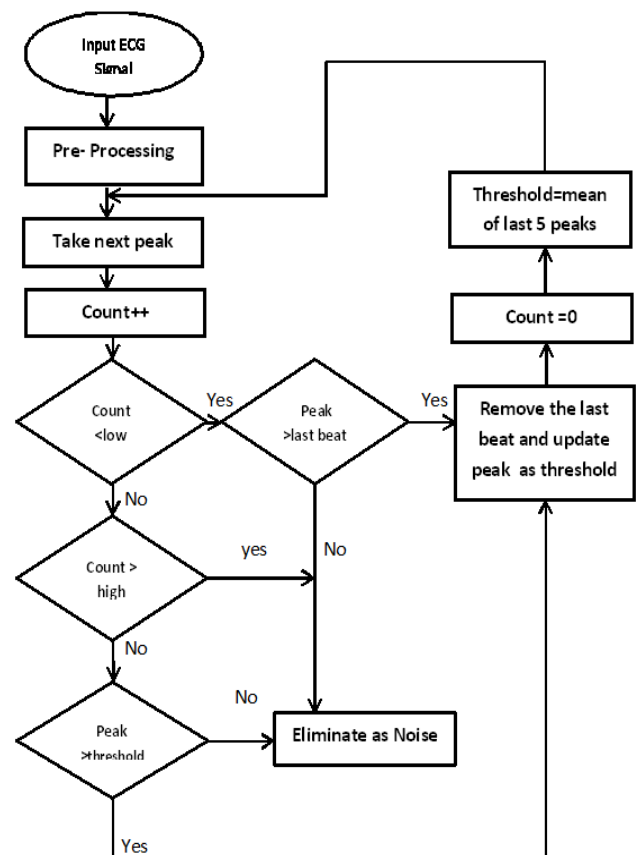 Input ECG
Signal
Pre- Processing
Take next peak
Count++
Count
<low
Yes
Peak
>last beat
Yes
Remove the last
beat and update
peak as threshold
Count =0
Threshold=mean
of last 5 peaks
No
Count >
high
yes
No
No
Peak
>threshold
No
Eliminate as Noise
Yes